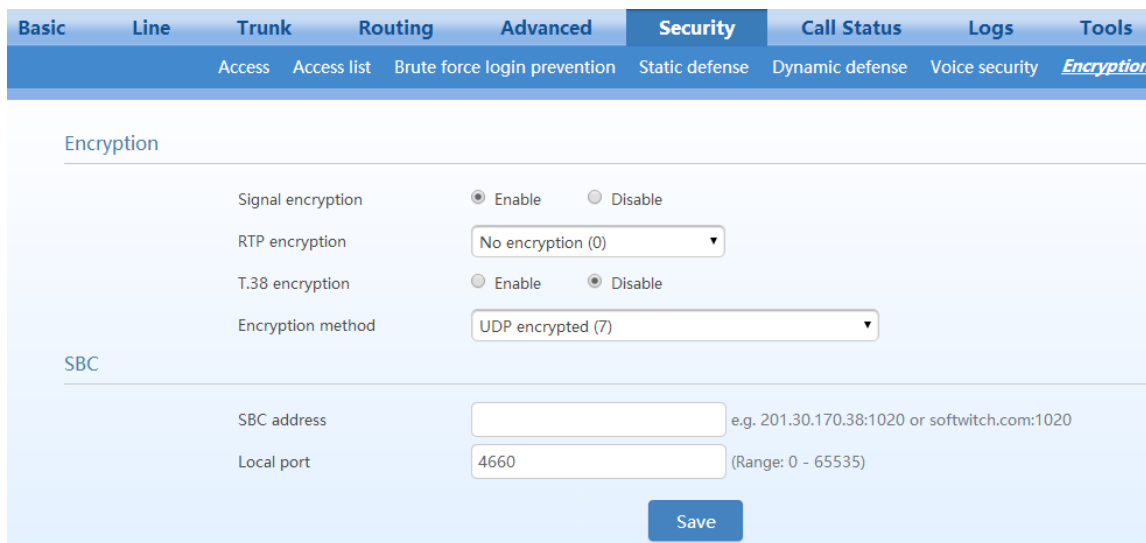 Basic Line Trunk Routing Advanced Security Call Status Logs Tools
Access Access list Brute force login prevention Static defense Dynamic defense Voice security Encryption
Encryption
Signal encryption Enable Disable
RTP encryption No encryption (0)
T.38 encryption Enable Disable
Encryption method UDP encrypted (7)
SBC
SBC address e.g. 201.30.170.38:1020 or softwitch.com:1020
Local port 4660 (Range: 0 - 65535)
Save